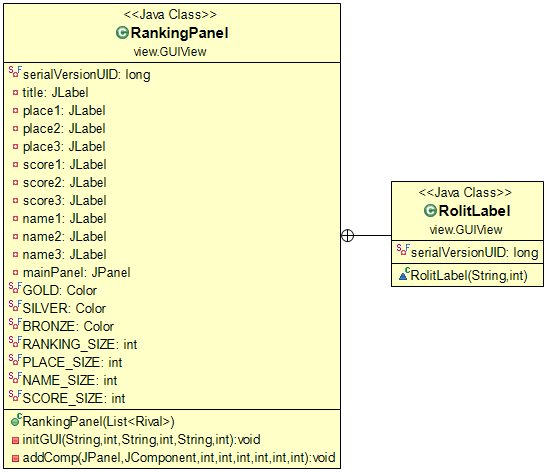 <<Java Class>>
RankingPanel
view.GUIView
serialVersionUID: long
title: JLabel
place1: JLabel
place2: JLabel
place3: JLabel
score1: JLabel
score2: JLabel
score3: JLabel
name1: JLabel
name2: JLabel
name3: JLabel
mainPanel: JPanel
GOLD: Color
SILVER: Color
BRONZE: Color
RANKING_SIZE: int
PLACE_SIZE: int
NAME_SIZE: int
SCORE_SIZE: int
RankingPanel(List<Rival>)
initGUI(String,int,String,int,String,int):void
addComp(JPanel,JComponent,int,int,int,int,int,int):void
<<Java Class>>
RolitLabel
view.GUIView
serialVersionUID: long
RolitLabel(String,int)